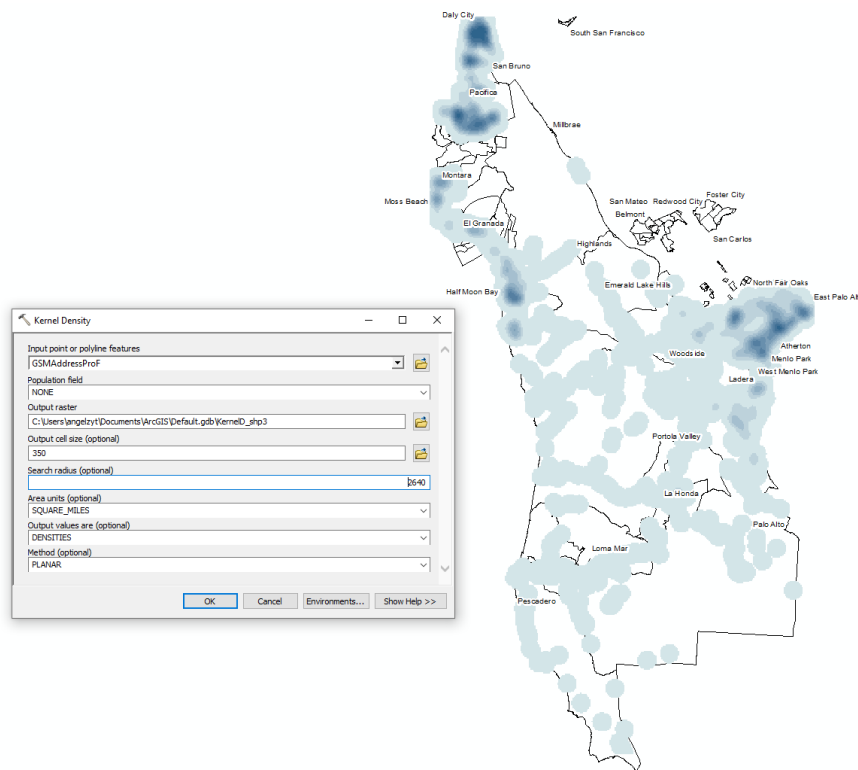 Daly City
South San Francisco
San Bruno
Pacifica
Millbrae
Montara
Moss Beach
San Mateo
Redwood City
Foster City
Belmont
El Granada
San Carlos
Highlands
Emerald Lake Hills
North Fair Oaks
Half Moon Bay
East Palo Alt
Atherton
Woodside
Menlo Park
West Menlo Park
Ladera
Portola Valley
La Honda
Palo Alto
Loma Mar
Pescadero
Kernel Density
Input point or polyline features
GSMAddressProF
Population field
NONE
Output raster
C:\Users\angelzyt\Documents\ArcGIS\Default.gdb\KernelD_shp3
Output cell size (optional)
350
Search radius (optional)
2640
Area units (optional)
SQUARE_MILES
Output values are (optional)
DENSITIES
Method (optional)
PLANAR
OK
Cancel
Environments...
Show Help >>